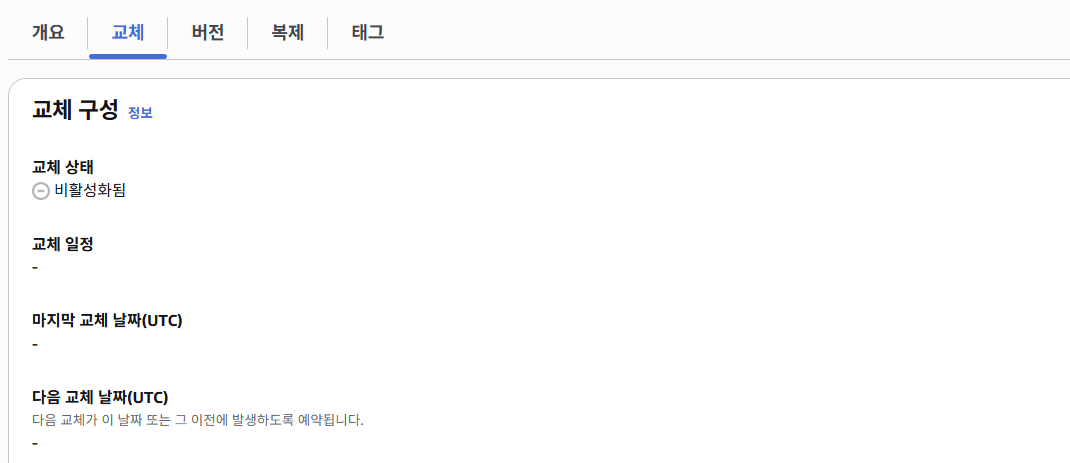 개요 교체 버전 복제 태그
교체 구성 정보
교체 상태
비활성화됨
교체 일정
-
마지막 교체 날짜(UTC)
-
다음 교체 날짜(UTC)
다음 교체가 이 날짜 또는 그 이전에 발생하도록 예약됩니다.
-